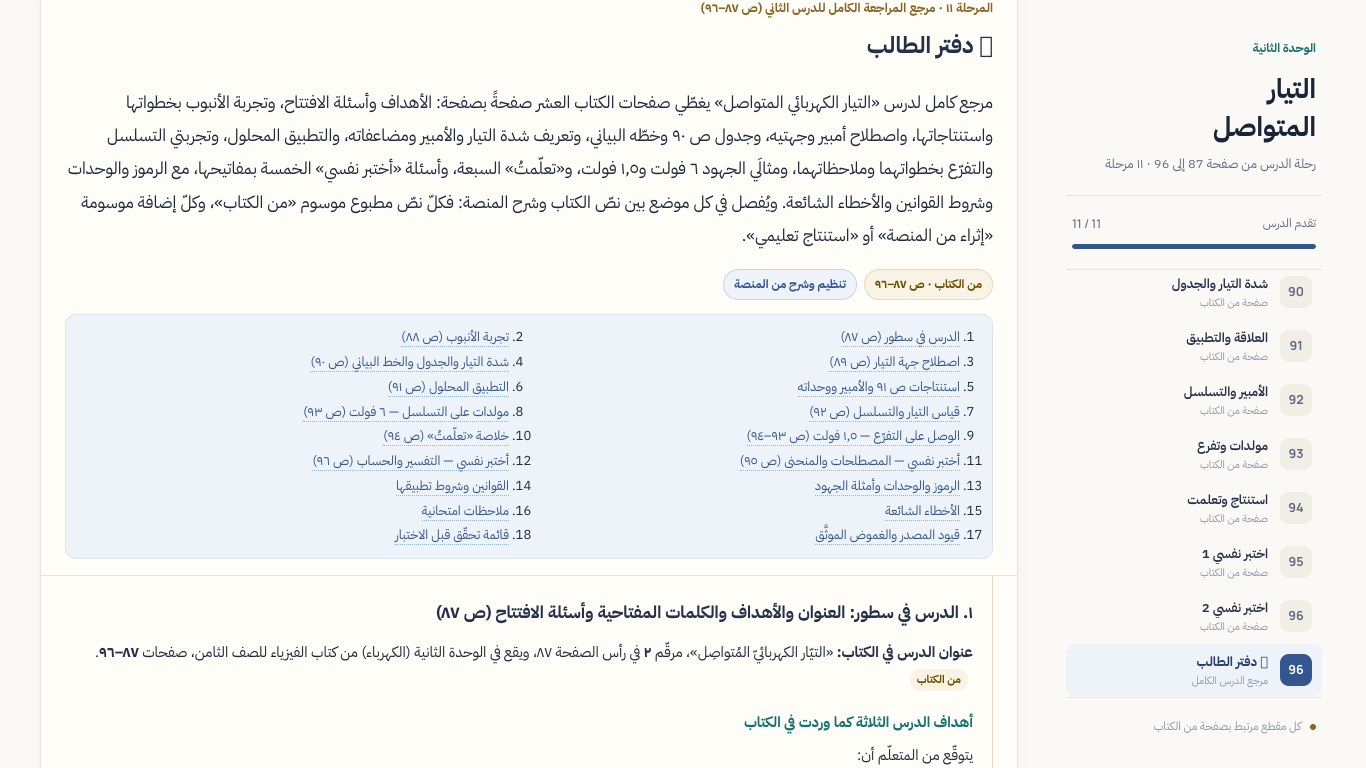 الوحدة الثانية
التيار
المتواصل
رحلة الدرس من صفحة 87 إلى 96 · ١١ مرحلة
تقدم الدرس
11 / 11
90
شدة التيار والجدول
صفحة من الكتاب
91
العلاقة والتطبيق
صفحة من الكتاب
92
الأمبير والتسلسل
صفحة من الكتاب
93
مولدات وتفرع
صفحة من الكتاب
94
استنتاج وتعلمت
صفحة من الكتاب
95
اختبر نفسي 1
صفحة من الكتاب
96
اختبر نفسي 2
صفحة من الكتاب
96
دفتر الطالب
مرجع الدرس الكامل
كل مقطع مرتبط بصفحة من الكتاب
المرحلة ١١ · مرجع المراجعة الكامل للدرس الثاني (ص ٨٧–٩٦)
دفتر الطالب
مرجع كامل لدرس «التيار الكهربائي المتواصل» يغطّي صفحات الكتاب العشر صفحةً بصفحة: الأهداف وأسئلة الافتتاح، وتجربة الأنبوب بخطواتها
واستنتاجاتها، واصطلاح أمبير وجهتيه، وجدول ص ٩٠ وخطّه البياني، وتعريف شدة التيار والأمبير ومضاعفاته، والتطبيق المحلول، وتجربتي التسلسل
والتفرّع بخطواتهما وملاحظاتهما، ومثالَي الجهود ٦ فولت و١,٥ فولت، و«تعلّمتُ» السبعة، وأسئلة «أختبر نفسي» الخمسة بمفاتيحها، مع الرموز والوحدات
وشروط القوانين والأخطاء الشائعة. ويُفصل في كل موضع بين نصّ الكتاب وشرح المنصة: فكلّ نصّ مطبوع موسوم «من الكتاب»، وكلّ إضافة موسومة
«إثراء من المنصة» أو «استنتاج تعليمي».
من الكتاب · ص ٨٧–٩٦
تنظيم وشرح من المنصة
1. الدرس في سطور (ص ٨٧)
2. تجربة الأنبوب (ص ٨٨)
3. اصطلاح جهة التيار (ص ٨٩)
4. شدة التيار والجدول والخط البياني (ص ٩٠)
5. استنتاجات ص ٩١ والأمبير ووحداته
6. التطبيق المحلول (ص ٩١)
7. قياس التيار والتسلسل (ص ٩٢)
8. مولدات على التسلسل — ٦ فولت (ص ٩٣)
9. الوصل على التفرّع — ١,٥ فولت (ص ٩٣–٩٤)
10. خلاصة «تعلّمتُ» (ص ٩٤)
11. أختبر نفسي — المصطلحات والمنحنى (ص ٩٥)
12. أختبر نفسي — التفسير والحساب (ص ٩٦)
13. الرموز والوحدات وأمثلة الجهود
14. القوانين وشروط تطبيقها
15. الأخطاء الشائعة
16. ملاحظات امتحانية
17. قيود المصدر والغموض الموثَّق
18. قائمة تحقّق قبل الاختبار
١. الدرس في سطور: العنوان والأهداف والكلمات المفتاحية وأسئلة الافتتاح (ص ٨٧)
عنوان الدرس في الكتاب: «التيّار الكهربائيّ المُتواصِل»، مرقّم ٢ في رأس الصفحة ٨٧، ويقع في الوحدة الثانية (الكهرباء) من كتاب الفيزياء للصف الثامن، صفحات ٨٧–٩٦.
من الكتاب
أهداف الدرس الثلاثة كما وردت في الكتاب
يتوقّع من المتعلّم أن: